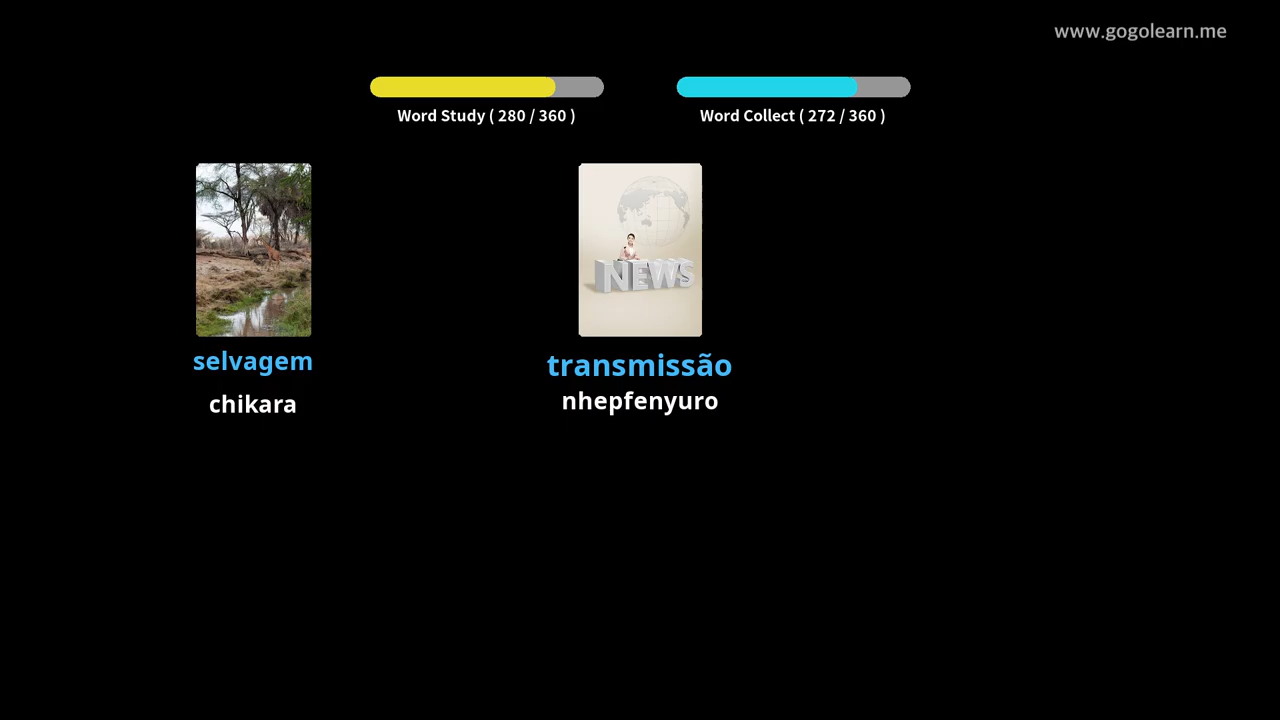 www.gogolearn.me
Word Study ( 280 / 360 )
Word Collect ( 272 / 360 )
NEWS
selvagem
transmissão
chikara
nhepfenyuro